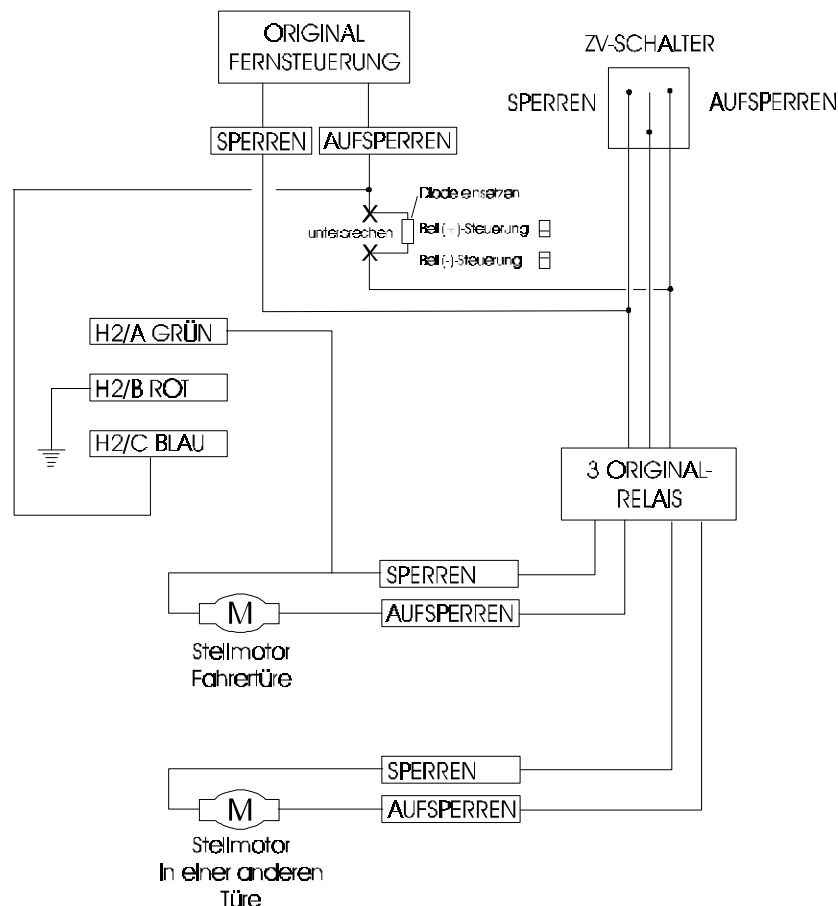 ORIGINAL
FERNSTEUERUNG
ZV-SCHALTER
SPERREN
AUFSPERREN
SPERREN
AUFSPERREN
Diode einsetzen
unterbrechen
Bei (+)-Steuerung
Bei (-)-Steuerung
H2/A GRÜN
H2/B ROT
H2/C BLAU
3 ORIGINAL-
RELAIS
SPERREN
M
AUFSPERREN
Stellmotor
Fahrertüre
SPERREN
M
AUFSPERREN
Stellmotor
In einer anderen
Türe